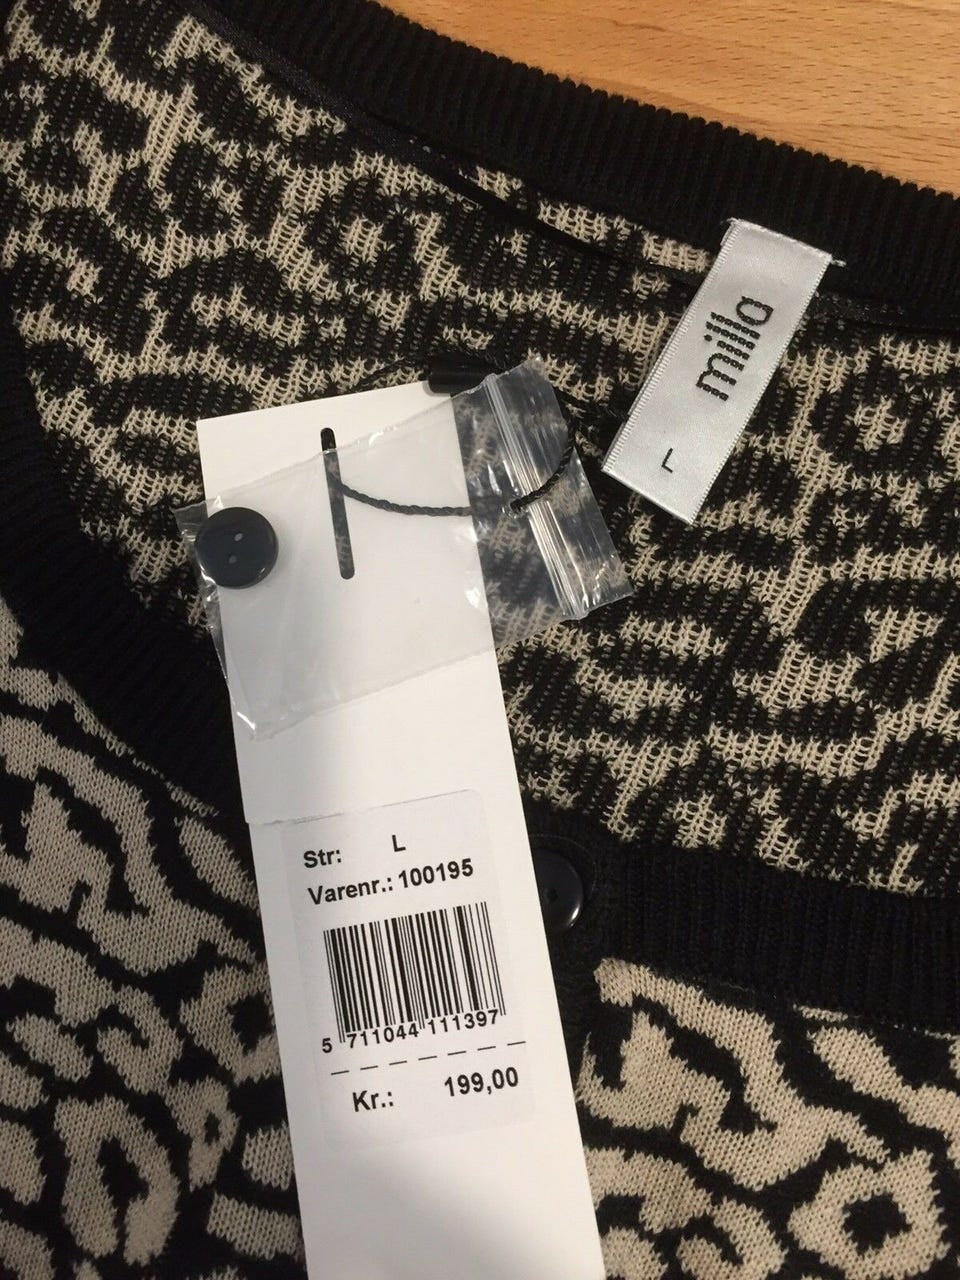 milla
L
Str: L
Varenr.: 100195
5 711044 111397
Kr.: 199,00